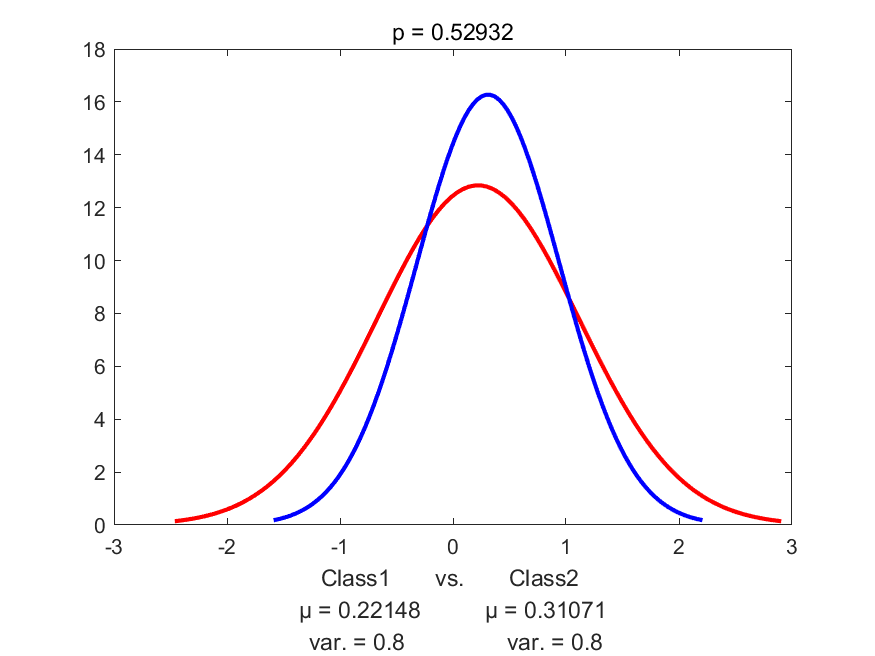 p = 0.52932
18
16
14
12
10
8
6
4
2
0
-3 -2 -1 0 1 2 3
Class1 vs. Class2
μ = 0.22148 μ = 0.31071
var. = 0.8 var. = 0.8